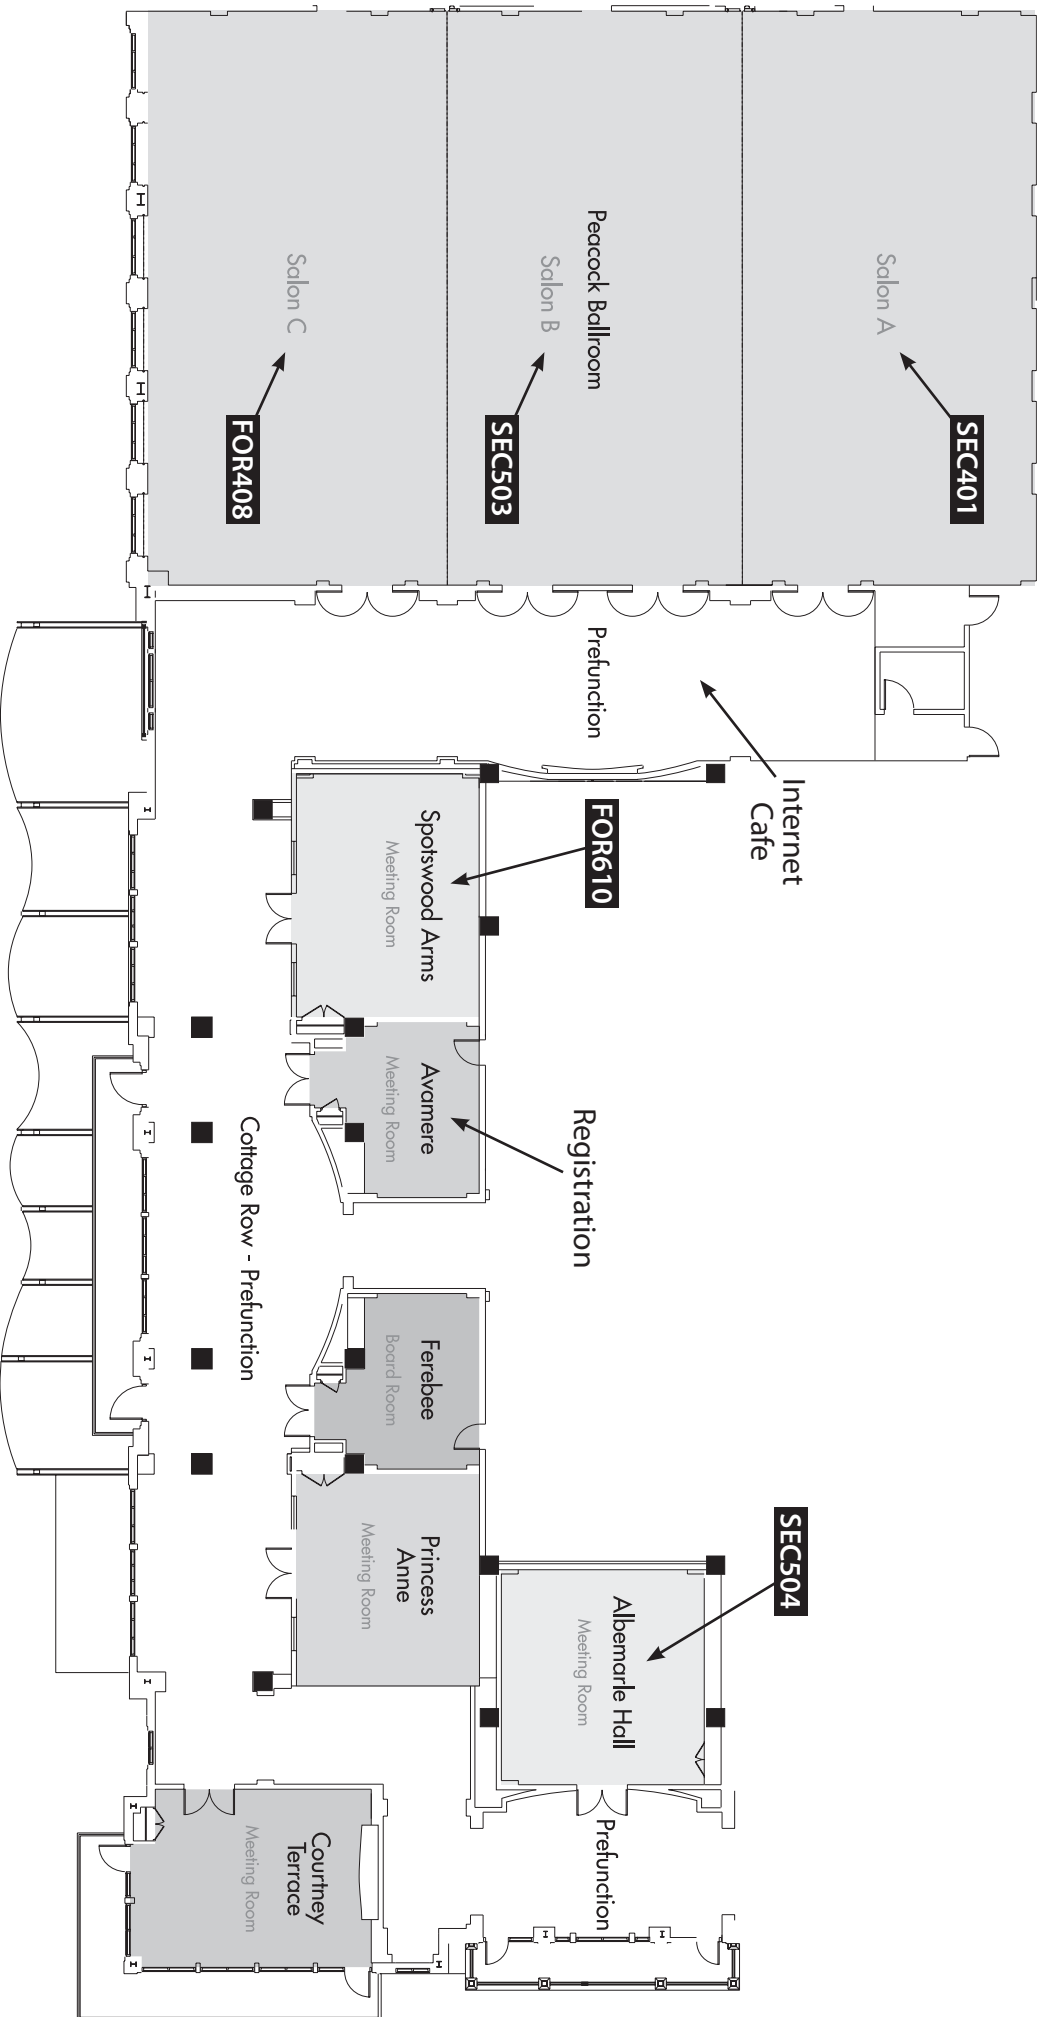 Peacock Ballroom
Salon A
Salon B
Salon C
SEC401
SEC503
FOR408
Prefunction
Internet
Cafe
FOR610
Spotswood Arms
Meeting Room
Avamere
Meeting Room
Registration
Cottage Row - Prefunction
Ferebee
Board Room
Princess
Anne
Meeting Room
SEC504
Albemarle Hall
Meeting Room
Prefunction
Courtney
Terrace
Meeting Room